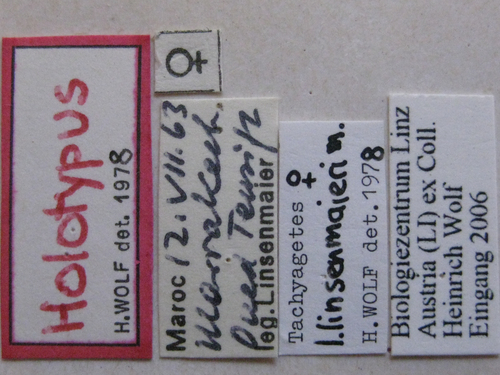 Holotypus
H.WOLF det. 1978
♀
Maroc 12.VII.63
Marrakech.
Oued Tensift
leg.Linsenmaier
Tachyagetes ♀
l.linsenmaieri n.
H.WOLF det. 1978
Biologiezentrum Linz
Austria (LI) ex Coll.
Heinrich Wolf
Eingang 2006